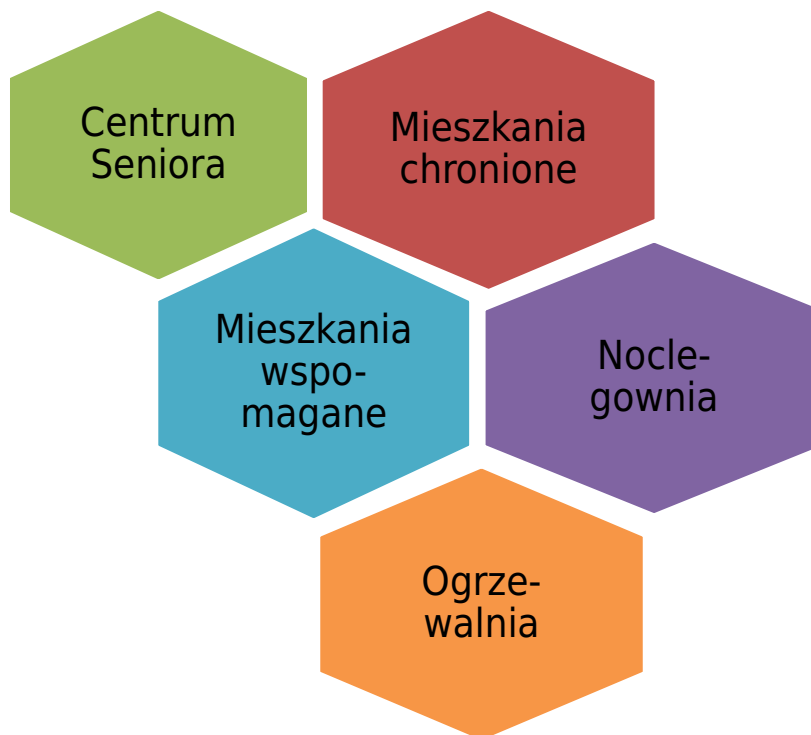 Centrum
Seniora
Mieszkania
chronione
Mieszkania
wspo-
magane
Nocle-
gownia
Ogrze-
walnia